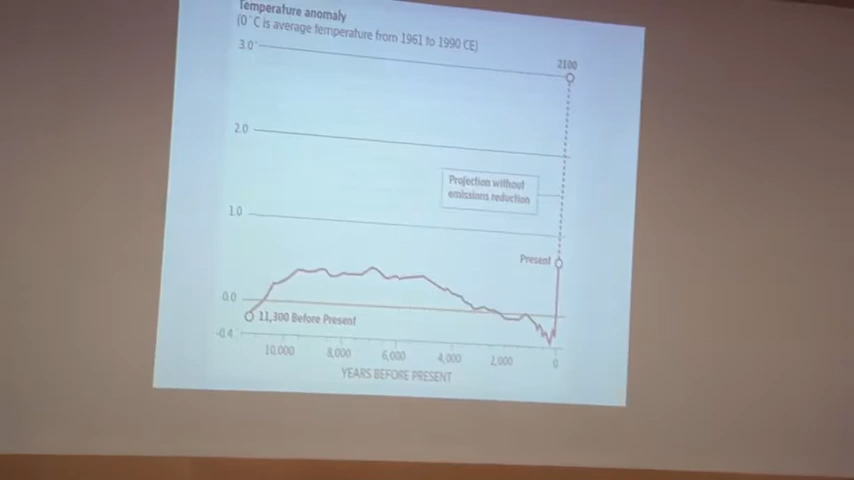 Temperature anomaly
(0°C is average temperature from 1961 to 1990 CE)
2100
3.0°
2.0
Projection without
emissions reduction
1.0
Present
0.0
11,300 Before Present
-0.4
10,000 8,000 6,000 4,000 2,000 0
YEARS BEFORE PRESENT